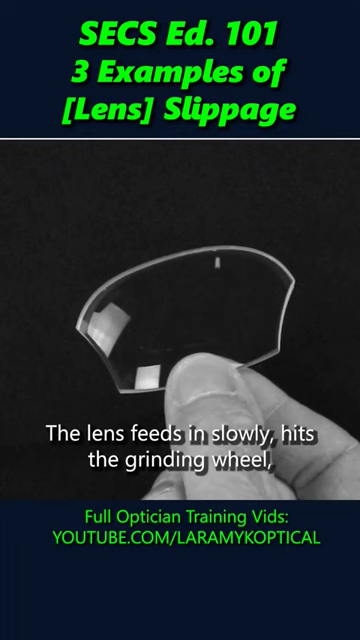 SECS Ed. 101
3 Examples of
[Lens] Slippage
The lens feeds in slowly, hits
the grinding wheel,
Full Optician Training Vids:
YOUTUBE.COM/LARAMYKOPTICAL